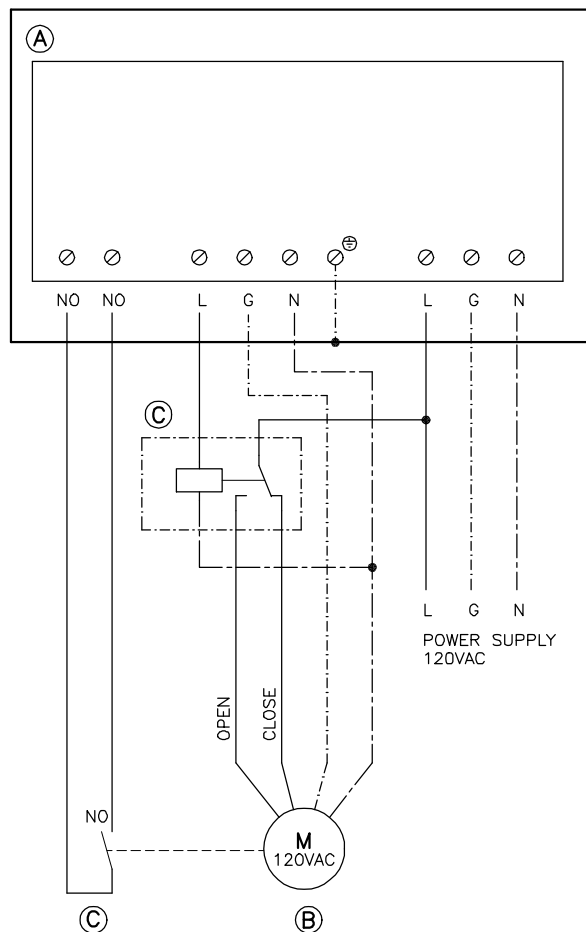 A
NO NO L G N L G N
C
L G N
POWER SUPPLY
120VAC
OPEN
CLOSE
NO
M
120VAC
C
B